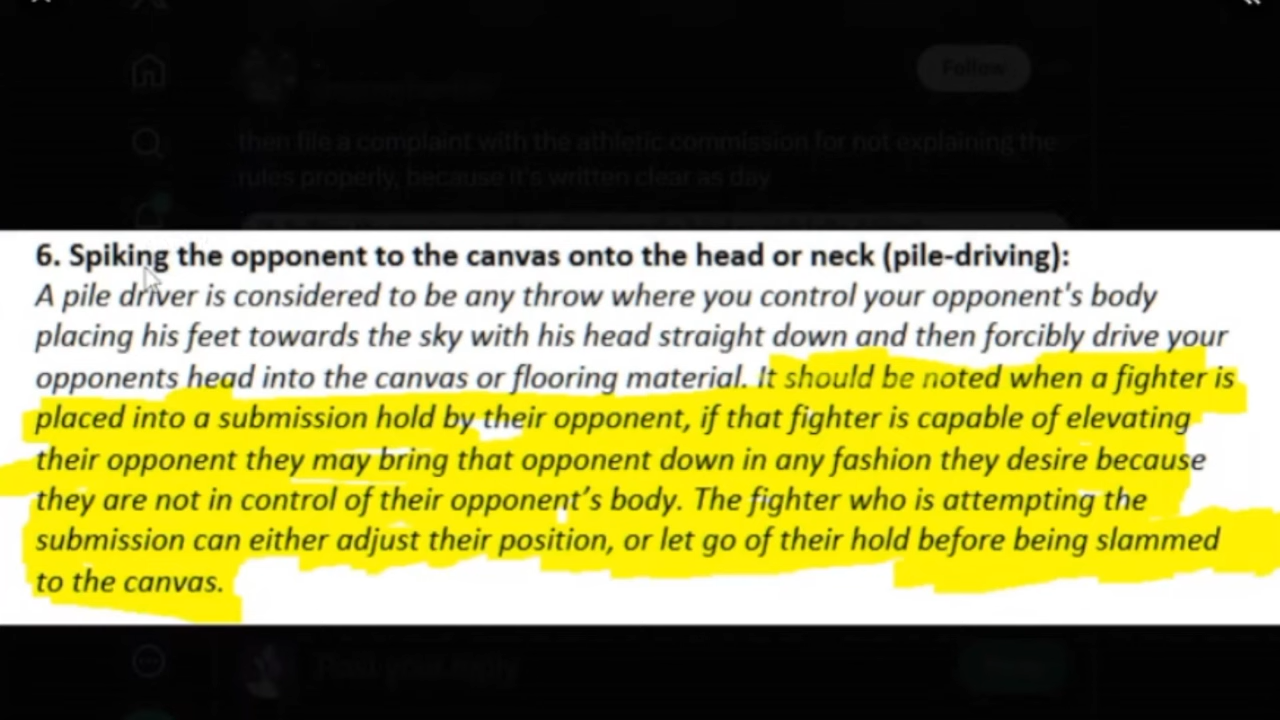 Follow
then file a complaint with the athletic commission for not explaining the
rules properly, because it's written clear as day
6. Spiking the opponent to the canvas onto the head or neck (pile-driving):
A pile driver is considered to be any throw where you control your opponent's body
placing his feet towards the sky with his head straight down and then forcibly drive your
opponents head into the canvas or flooring material. It should be noted when a fighter is
placed into a submission hold by their opponent, if that fighter is capable of elevating
their opponent they may bring that opponent down in any fashion they desire because
they are not in control of their opponent's body. The fighter who is attempting the
submission can either adjust their position, or let go of their hold before being slammed
to the canvas.
Post your reply